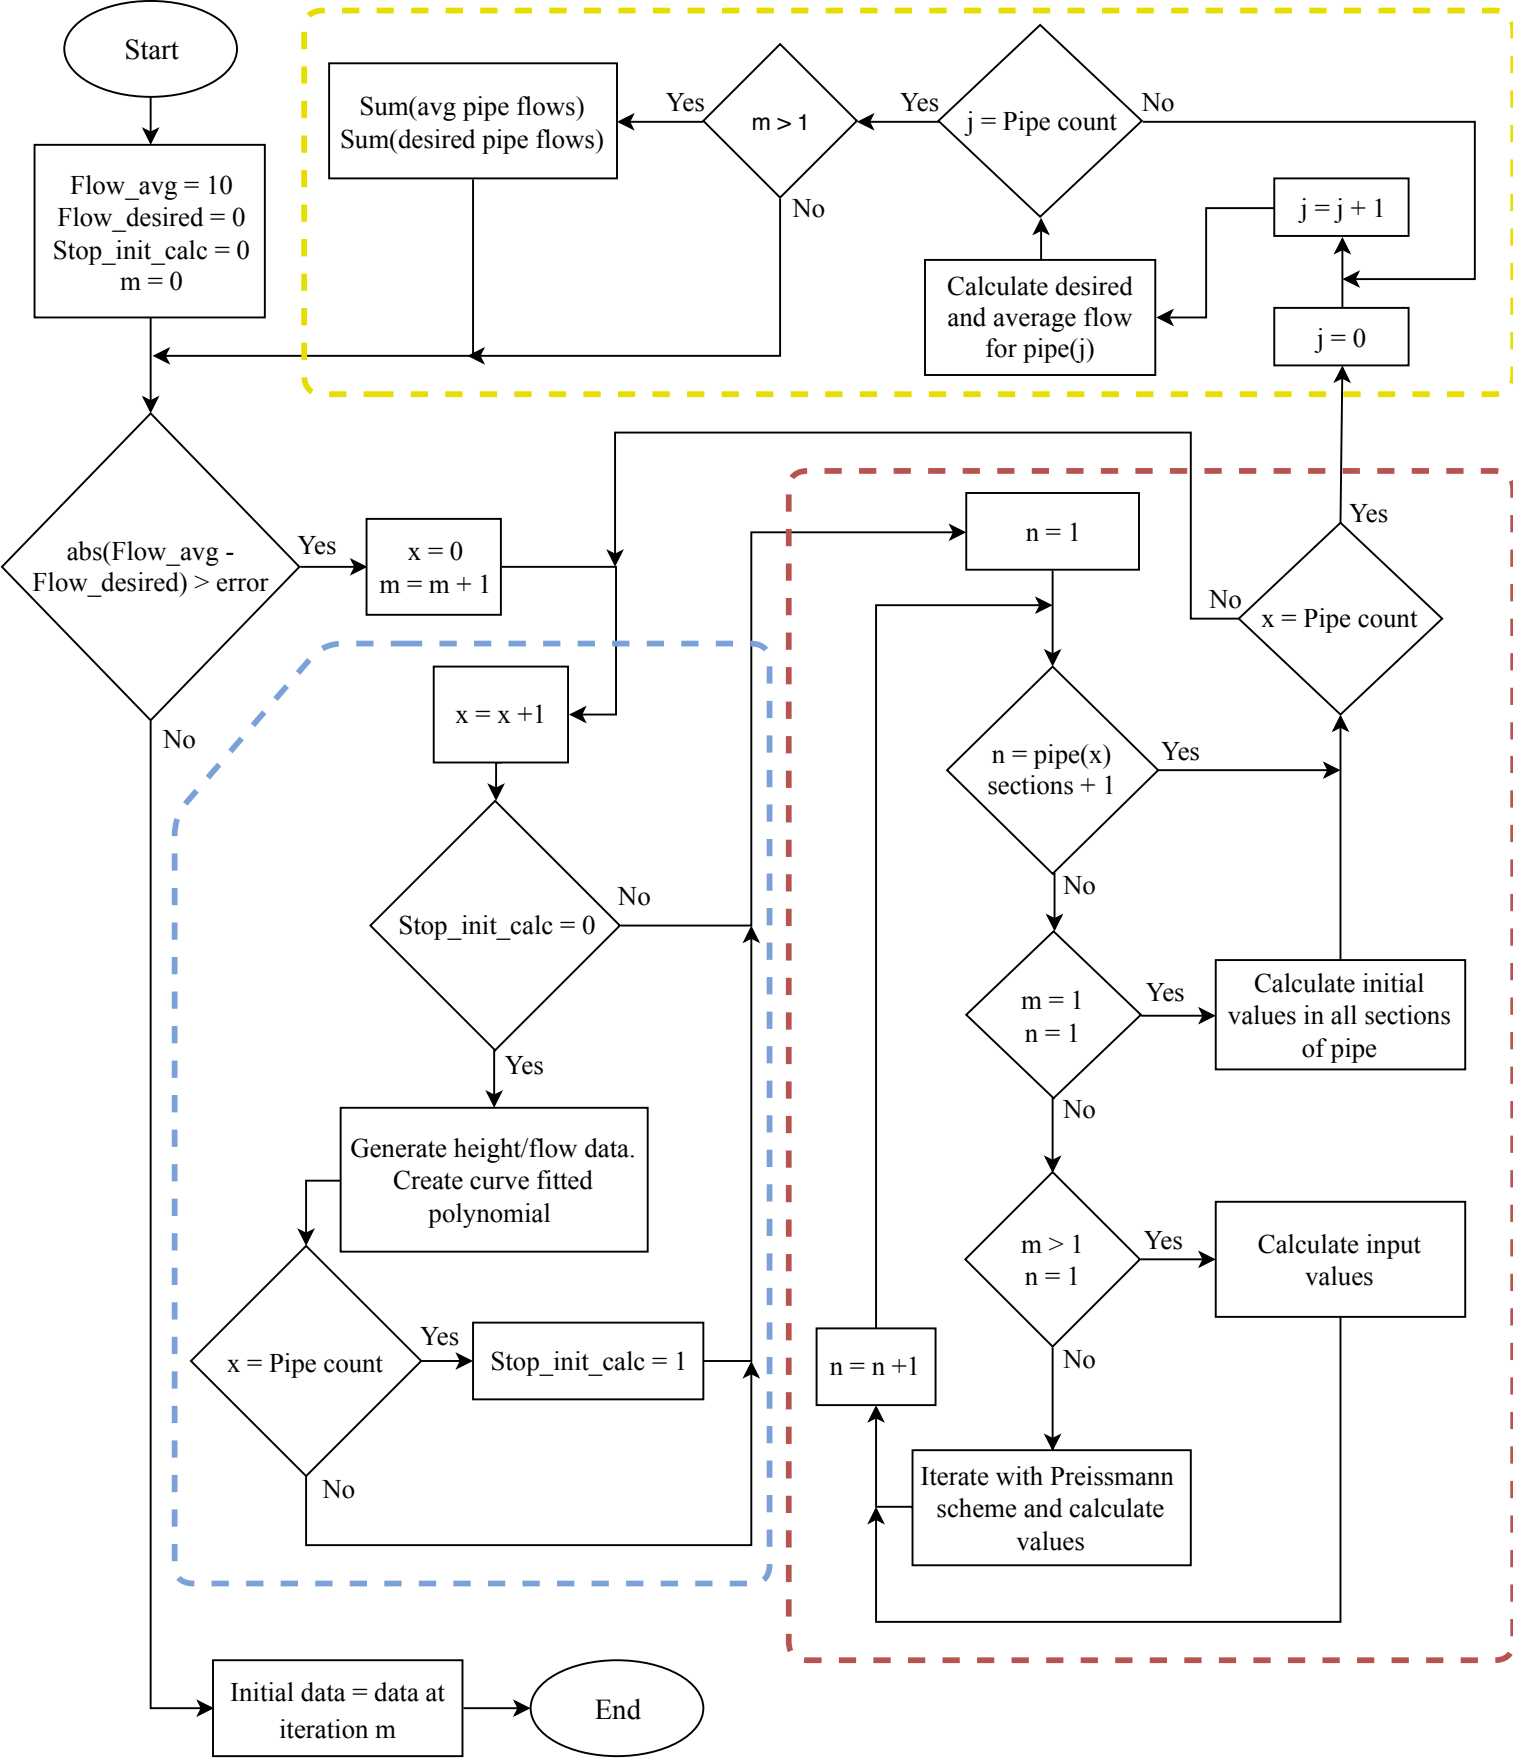 Start
Flow_avg = 10
Flow_desired = 0
Stop_init_calc = 0
m = 0
Sum(avg pipe flows)
Sum(desired pipe flows)
Yes
m > 1
No
Yes
j = Pipe count
No
j = j + 1
Calculate desired
and average flow
for pipe(j)
j = 0
abs(Flow_avg -
Flow_desired) > error
Yes
No
x = 0
m = m + 1
x = x +1
Stop_init_calc = 0
No
Yes
Generate height/flow data.
Create curve fitted
polynomial
x = Pipe count
Yes
No
Stop_init_calc = 1
n = 1
n = pipe(x)
sections + 1
Yes
No
x = Pipe count
Yes
No
m = 1
n = 1
Yes
No
Calculate initial
values in all sections
of pipe
m > 1
n = 1
Yes
No
Calculate input
values
n = n +1
Iterate with Preissmann
scheme and calculate
values
Initial data = data at
iteration m
End